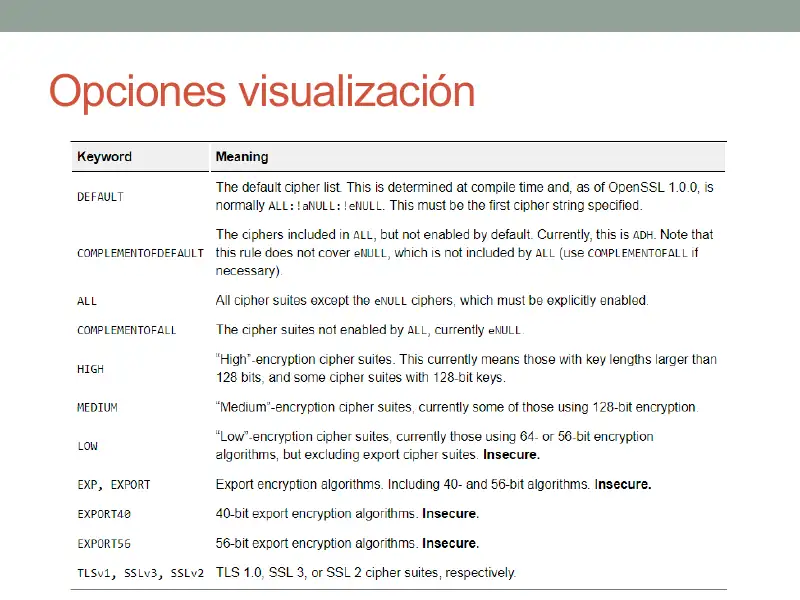 Opciones visualización
Keyword Meaning
DEFAULT The default cipher list. This is determined at compile time and, as of OpenSSL 1.0.0, is
normally ALL:!aNULL:!eNULL. This must be the first cipher string specified.
COMPLEMENTOFDEFAULT The ciphers included in ALL, but not enabled by default. Currently, this is ADH. Note that
this rule does not cover eNULL, which is not included by ALL (use COMPLEMENTOFALL if
necessary).
ALL All cipher suites except the eNULL ciphers, which must be explicitly enabled.
COMPLEMENTOFALL The cipher suites not enabled by ALL, currently eNULL.
HIGH “High”-encryption cipher suites. This currently means those with key lengths larger than
128 bits, and some cipher suites with 128-bit keys.
MEDIUM “Medium”-encryption cipher suites, currently some of those using 128-bit encryption.
LOW “Low”-encryption cipher suites, currently those using 64- or 56-bit encryption
algorithms, but excluding export cipher suites. Insecure.
EXP, EXPORT Export encryption algorithms. Including 40- and 56-bit algorithms. Insecure.
EXPORT40 40-bit export encryption algorithms. Insecure.
EXPORT56 56-bit export encryption algorithms. Insecure.
TLSv1, SSLv3, SSLv2 TLS 1.0, SSL 3, or SSL 2 cipher suites, respectively.